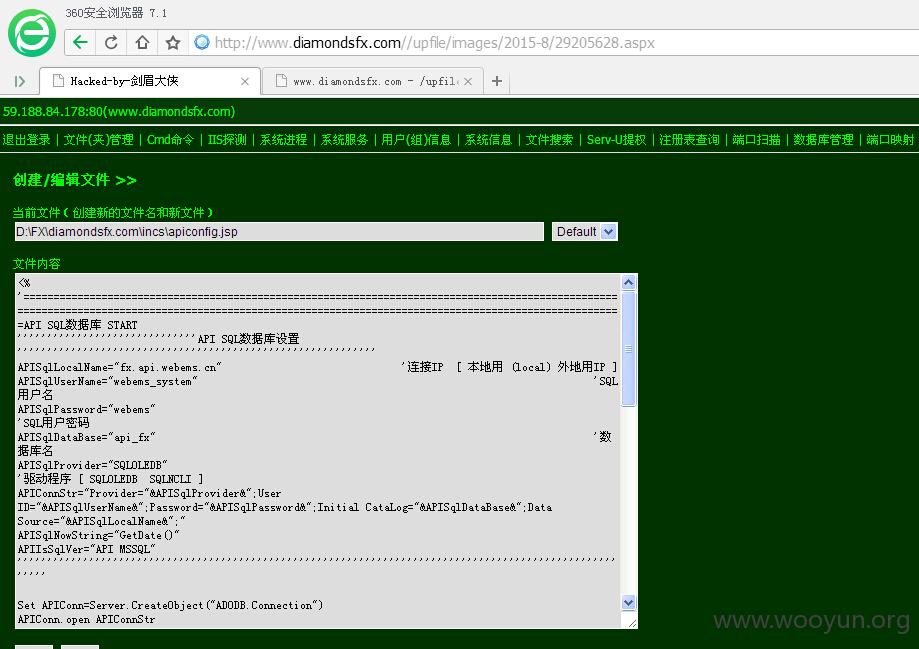 360安全浏览器 7.1
http://www.diamondsfx.com//upfile/images/2015-8/29205628.aspx
Hacked-by-剑眉大侠
www.diamondsfx.com - /upfil
59.188.84.178:80(www.diamondsfx.com)
退出登录 | 文件(夹)管理 | Cmd命令 | IIS探测 | 系统进程 | 系统服务 | 用户(组)信息 | 系统信息 | 文件搜索 | Serv-U提权 | 注册表查询 | 端口扫描 | 数据库管理 | 端口映射
创建/编辑文件 >>
当前文件 ( 创建新的文件名和新文件 )
D:\FX\diamondsfx.com\incs\apiconfig.jsp
Default
文件内容
<%
'====================================================================================================
====================================================================================================
=API SQL数据库 START
''''''''''''''''''''''''''''''API SQL数据库设置
''''''''''''''''''''''''''''''''''''''''''''''''''''''''''''
APISqlLocalName="fx.api.webems.cn" '连接IP [ 本地用 (local) 外地用IP ]
APISqlUserName="webems_system" 'SQL
用户名
APISqlPassword="webems"
'SQL用户密码
APISqlDataBase="api_fx" '数
据库名
APISqlProvider="SQLOLEDB"
'驱动程序 [ SQLOLEDB SQLNCLI ]
APIConnStr="Provider="&APISqlProvider&";User
ID="&APISqlUserName&";Password="&APISqlPassword&";Initial CataLog="&APISqlDataBase&";Data
Source="&APISqlLocalName&";"
APISqlNowString="GetDate()"
APIIsSqlVer="API MSSQL"
''''''''''''''''''''''''''''''''''''''''''''''''''''''''''''''''''''''''''''''''''''''''''''''''''''
'''''
Set APIConn=Server.CreateObject("ADODB.Connection")
APIConn.open APIConnStr
www.wooyun.org